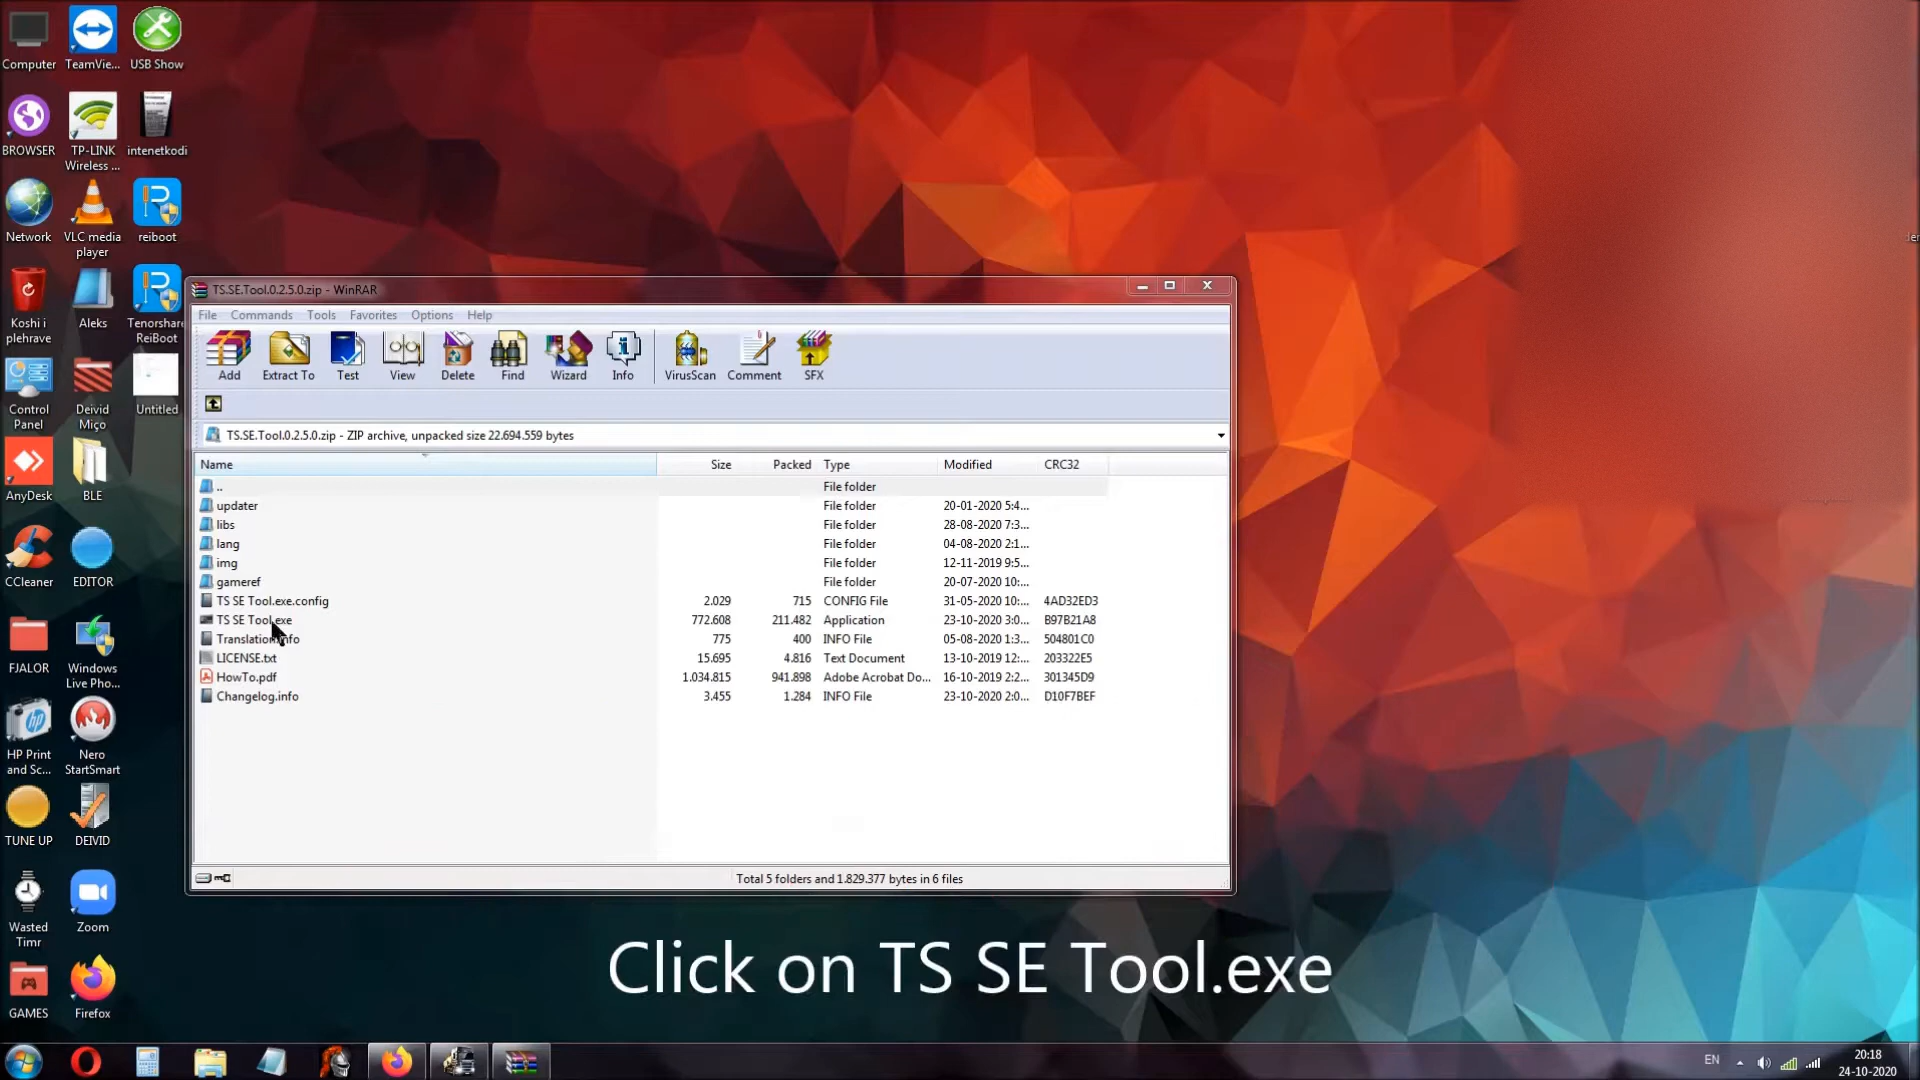 Computer
TeamVie...
USB Show
BROWSER
TP-LINK
Wireless ...
intenetkodi
Network
VLC media
player
reiboot
Koshi i
plehrave
Aleks
Tenorshare
ReiBoot
Control
Panel
Deivid
Miço
Untitled
AnyDesk
BLE
CCleaner
EDITOR
FJALOR
Windows
Live Pho...
HP Print
and Sc...
Nero
StartSmart
TUNE UP
DEIVID
Wasted
Timr
Zoom
GAMES
Firefox
TS.SE.Tool.0.2.5.0.zip - WinRAR
File Commands Tools Favorites Options Help
Add Extract To Test View Delete Find Wizard Info VirusScan Comment SFX
TS.SE.Tool.0.2.5.0.zip - ZIP archive, unpacked size 22.694.559 bytes
Name Size Packed Type Modified CRC32
.. File folder
updater File folder 20-01-2020 5:4...
libs File folder 28-08-2020 7:3...
lang File folder 04-08-2020 2:1...
img File folder 12-11-2019 9:5...
gameref File folder 20-07-2020 10:...
TS SE Tool.exe.config 2.029 715 CONFIG File 31-05-2020 10:... 4AD32ED3
TS SE Tool.exe 772.608 211.482 Application 23-10-2020 3:0... B97B21A8
Translation.info 775 400 INFO File 05-08-2020 1:3... 504801C0
LICENSE.txt 15.695 4.816 Text Document 13-10-2019 12:... 203322E5
HowTo.pdf 1.034.815 941.898 Adobe Acrobat Do... 16-10-2019 2:2... 301345D9
Changelog.info 3.455 1.284 INFO File 23-10-2020 2:0... D10F7BEF
Total 5 folders and 1.829.377 bytes in 6 files
Click on TS SE Tool.exe
EN
20:18
24-10-2020